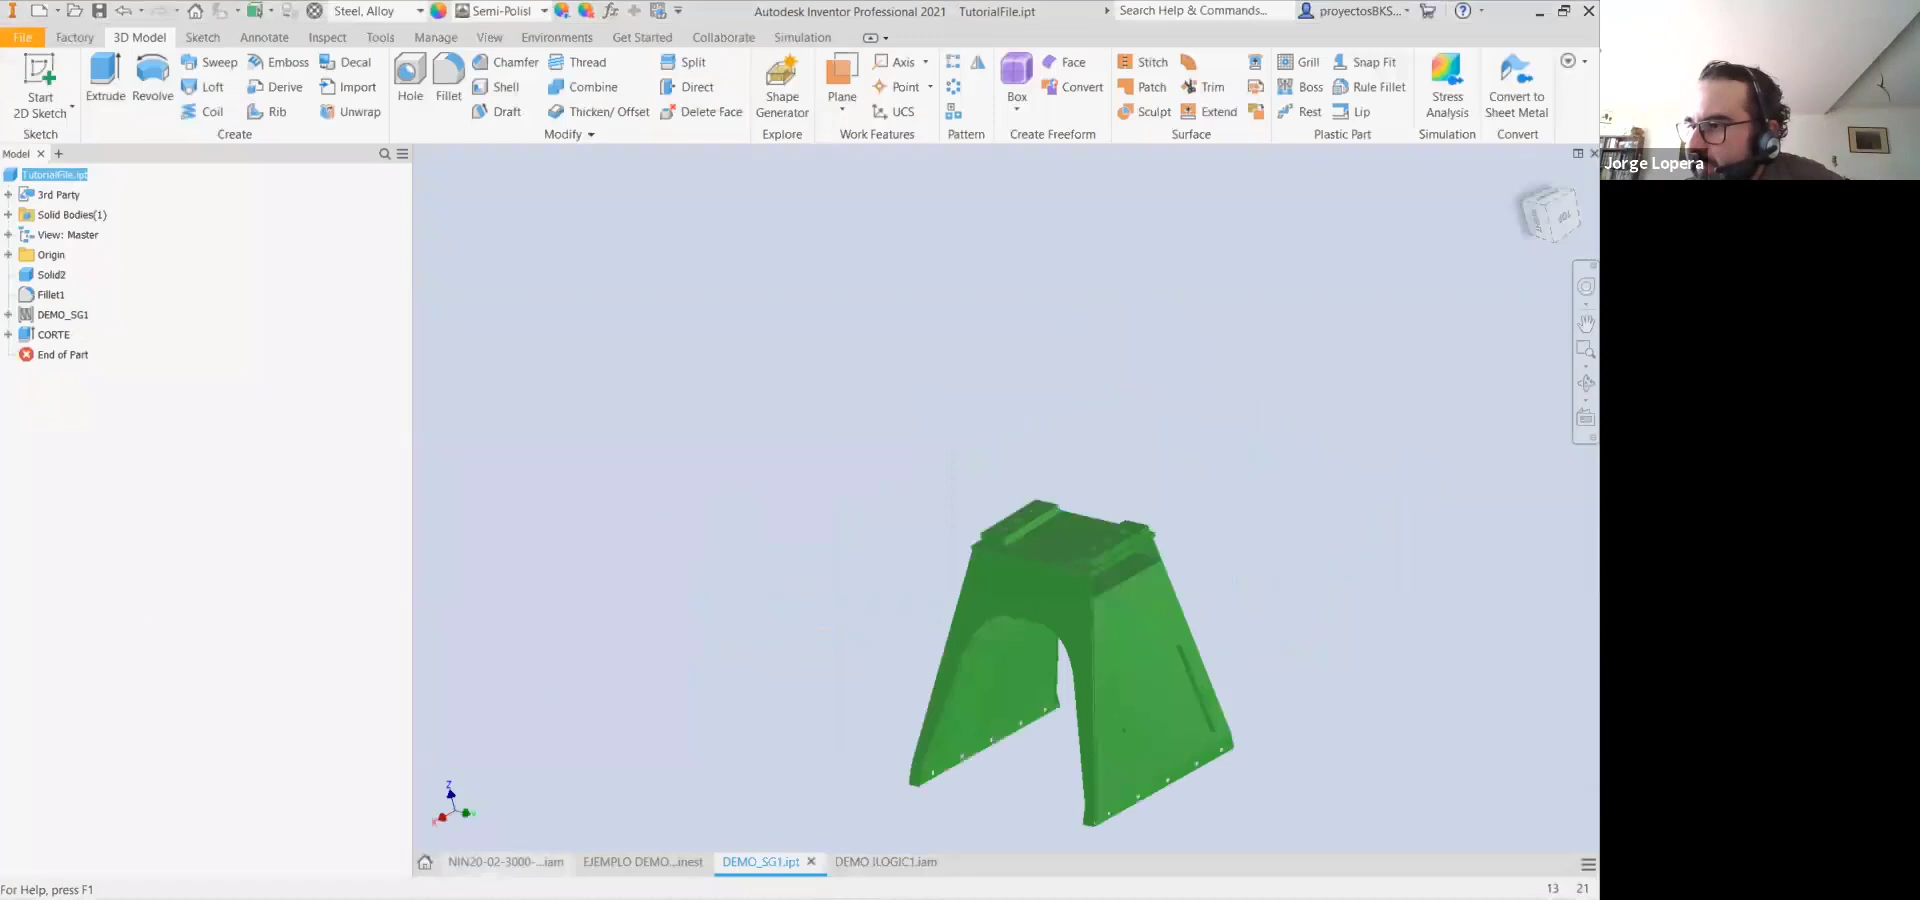 Steel, Alloy
Semi-Polisl
Autodesk Inventor Professional 2021 TutorialFile.ipt
Search Help & Commands...
proyectosBKS...
File Factory 3D Model Sketch Annotate Inspect Tools Manage View Environments Get Started Collaborate Simulation
Start
2D Sketch
Sketch
Extrude
Revolve
Sweep
Loft
Coil
Emboss
Derive
Rib
Decal
Import
Unwrap
Create
Hole
Fillet
Chamfer
Shell
Draft
Thread
Combine
Thicken/ Offset
Split
Direct
Delete Face
Modify
Shape
Generator
Explore
Plane
Axis
Point
UCS
Work Features
Pattern
Box
Face
Convert
Create Freeform
Stitch
Patch
Sculpt
Trim
Extend
Surface
Grill
Boss
Rest
Snap Fit
Rule Fillet
Lip
Plastic Part
Stress
Analysis
Simulation
Convert to
Sheet Metal
Convert
Model
TutorialFile.ipt
3rd Party
Solid Bodies(1)
View: Master
Origin
Solid2
Fillet1
DEMO_SG1
CORTE
End of Part
Jorge Lopera
TOP
Z
NIN20-02-3000-...iam
EJEMPLO DEMO...inest
DEMO_SG1.ipt
DEMO ILOGIC1.iam
For Help, press F1
13 21